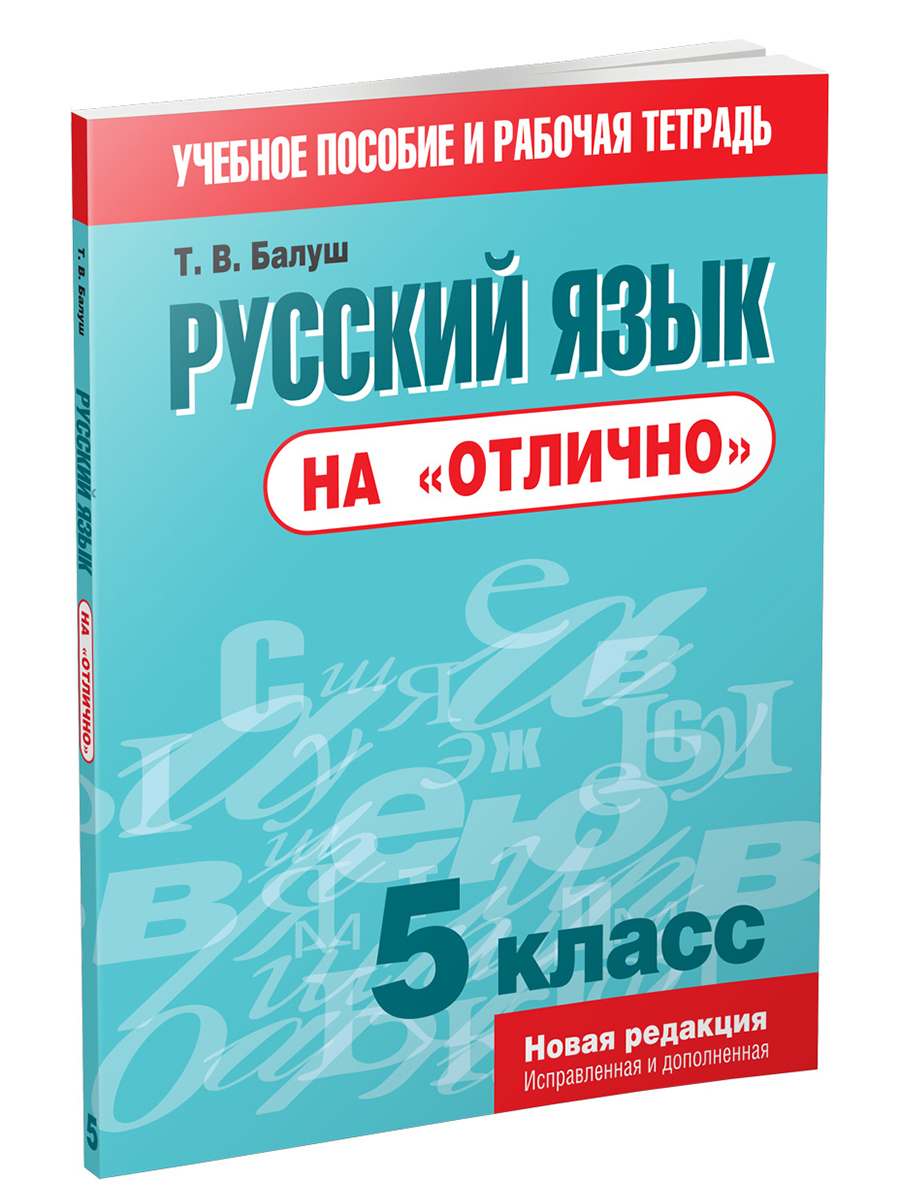 УЧЕБНОЕ ПОСОБИЕ И РАБОЧАЯ ТЕТРАДЬ
Т. В. Балуш
РУССКИЙ ЯЗЫК
НА «ОТЛИЧНО»
5 класс
Новая редакция
Исправленная и дополненная
Т. В. Балуш
РУССКИЙ ЯЗЫК
НА «ОТЛИЧНО»
5